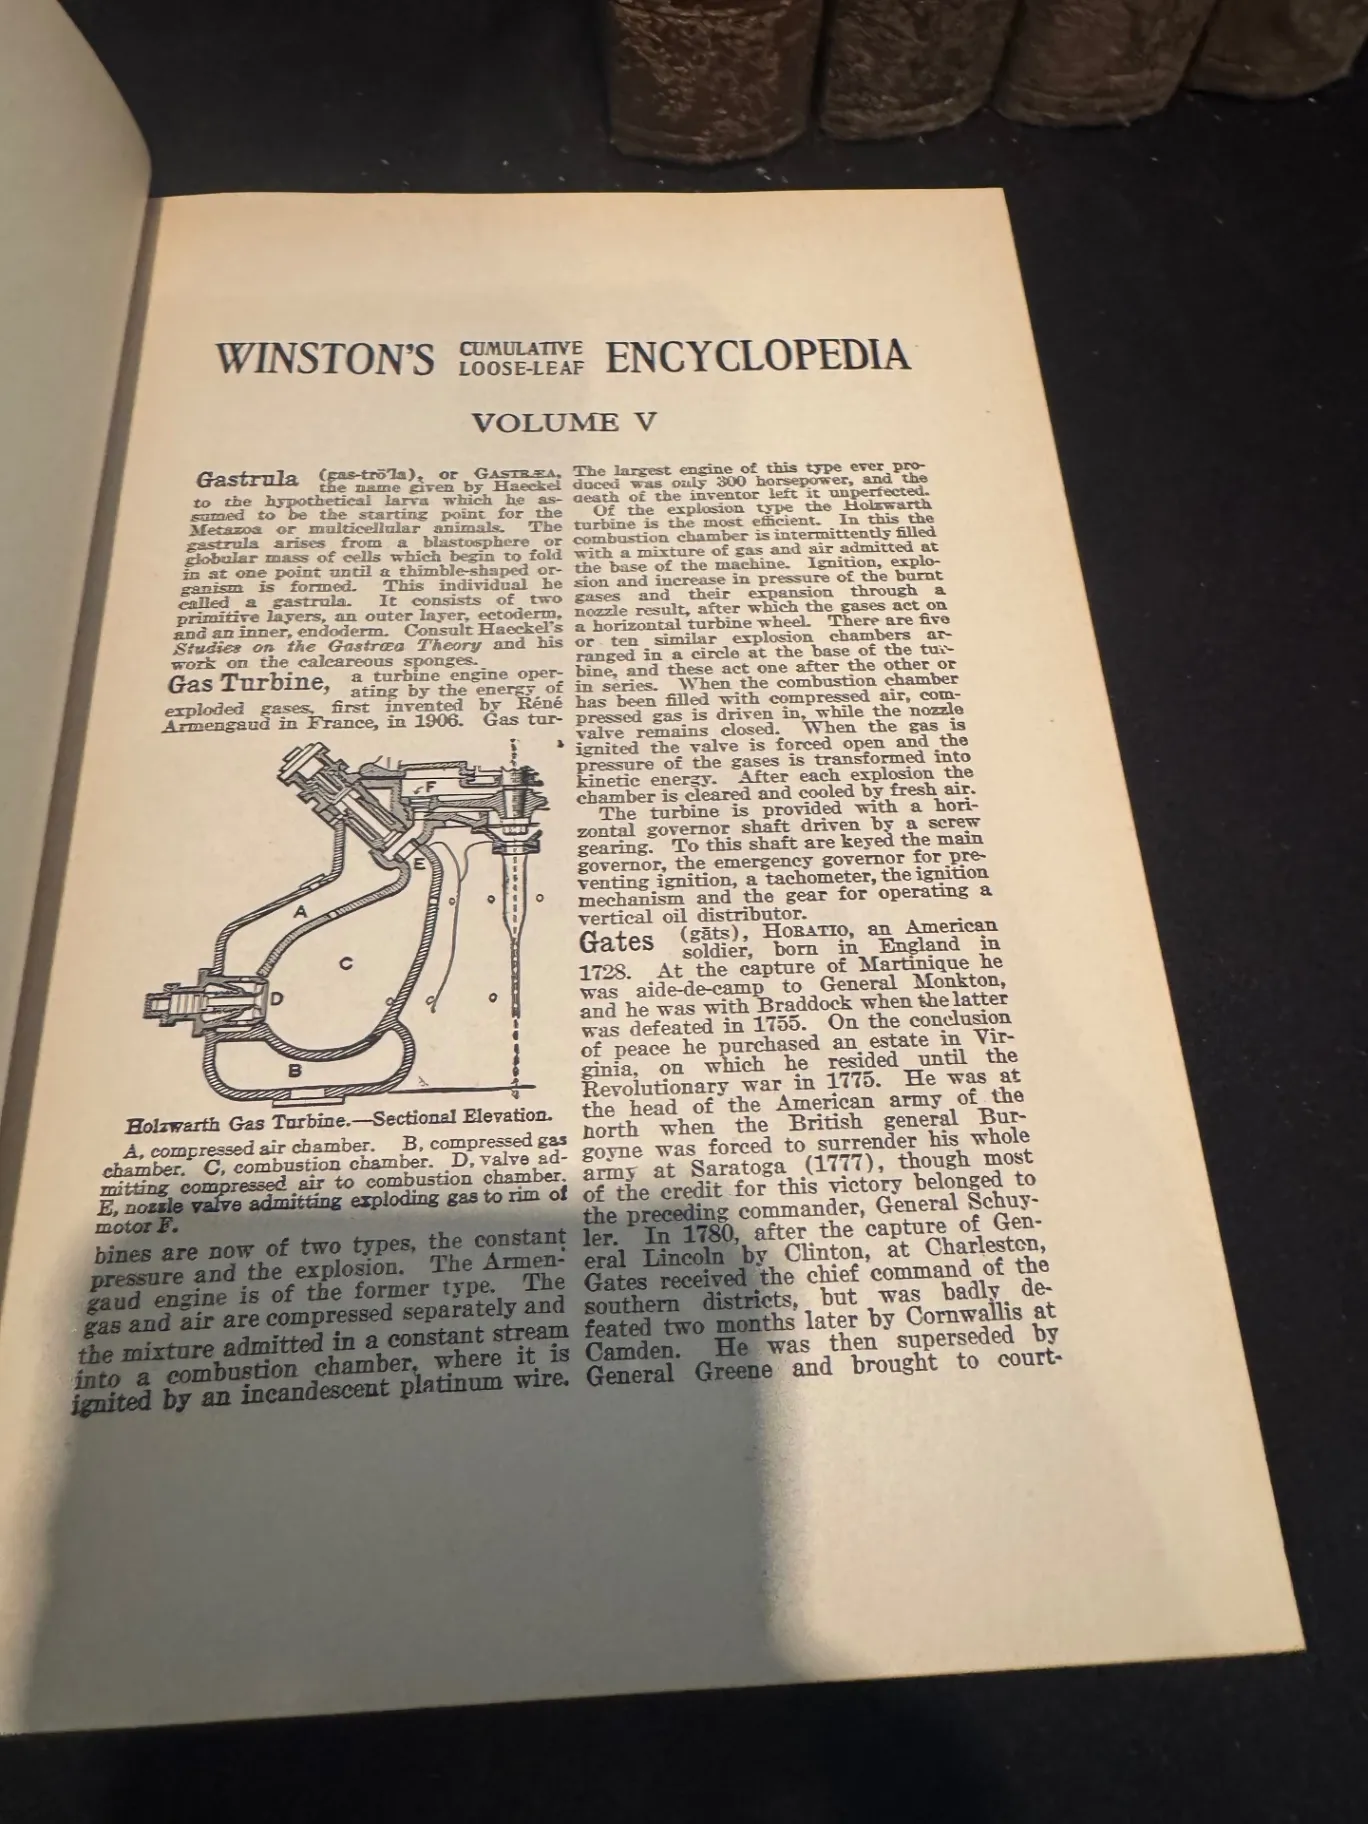 WINSTON'S CUMULATIVE LOOSE-LEAF ENCYCLOPEDIA
VOLUME V
Gastrula (gas-trö'la), or GASTRÆA,
the name given by Haeckel
to the hypothetical larva which he as-
sumed to be the starting point for the
Metazoa or multicellular animals. The
gastrula arises from a blastosphere or
globular mass of cells which begin to fold
in at one point until a thimble-shaped or-
ganism is formed. This individual he
called a gastrula. It consists of two
primitive layers, an outer layer, ectoderm,
and an inner, endoderm. Consult Haeckel's
Studies on the Gastræa Theory and his
work on the calcareous sponges.
Gas Turbine, a turbine engine oper-
ating by the energy of
exploded gases, first invented by Réné
Armengaud in France, in 1906. Gas tur-
F
E
A
C
D
B
Holzwarth Gas Turbine.—Sectional Elevation.
A, compressed air chamber. B, compressed gas
chamber. C, combustion chamber. D, valve ad-
mitting compressed air to combustion chamber.
E, nozzle valve admitting exploding gas to rim of
motor F.
bines are now of two types, the constant
pressure and the explosion. The Armen-
gaud engine is of the former type. The
gas and air are compressed separately and
the mixture admitted in a constant stream
into a combustion chamber, where it is
ignited by an incandescent platinum wire.
The largest engine of this type ever pro-
duced was only 300 horsepower, and the
death of the inventor left it unperfected.
Of the explosion type the Holzwarth
turbine is the most efficient. In this the
combustion chamber is intermittently filled
with a mixture of gas and air admitted at
the base of the machine. Ignition, explo-
sion and increase in pressure of the burnt
gases and their expansion through a
nozzle result, after which the gases act on
a horizontal turbine wheel. There are five
or ten similar explosion chambers ar-
ranged in a circle at the base of the tur-
bine, and these act one after the other or
in series. When the combustion chamber
has been filled with compressed air, com-
pressed gas is driven in, while the nozzle
valve remains closed. When the gas is
ignited the valve is forced open and the
pressure of the gases is transformed into
kinetic energy. After each explosion the
chamber is cleared and cooled by fresh air.
The turbine is provided with a hori-
zontal governor shaft driven by a screw
gearing. To this shaft are keyed the main
governor, the emergency governor for pre-
venting ignition, a tachometer, the ignition
mechanism and the gear for operating a
vertical oil distributor.
Gates (gāts), HORATIO, an American
soldier, born in England in
1728. At the capture of Martinique he
was aide-de-camp to General Monkton,
and he was with Braddock when the latter
was defeated in 1755. On the conclusion
of peace he purchased an estate in Vir-
ginia, on which he resided until the
Revolutionary war in 1775. He was at
the head of the American army of the
north when the British general Bur-
goyne was forced to surrender his whole
army at Saratoga (1777), though most
of the credit for this victory belonged to
the preceding commander, General Schuy-
ler. In 1780, after the capture of Gen-
eral Lincoln by Clinton, at Charleston,
Gates received the chief command of the
southern districts, but was badly de-
feated two months later by Cornwallis at
Camden. He was then superseded by
General Greene and brought to court-